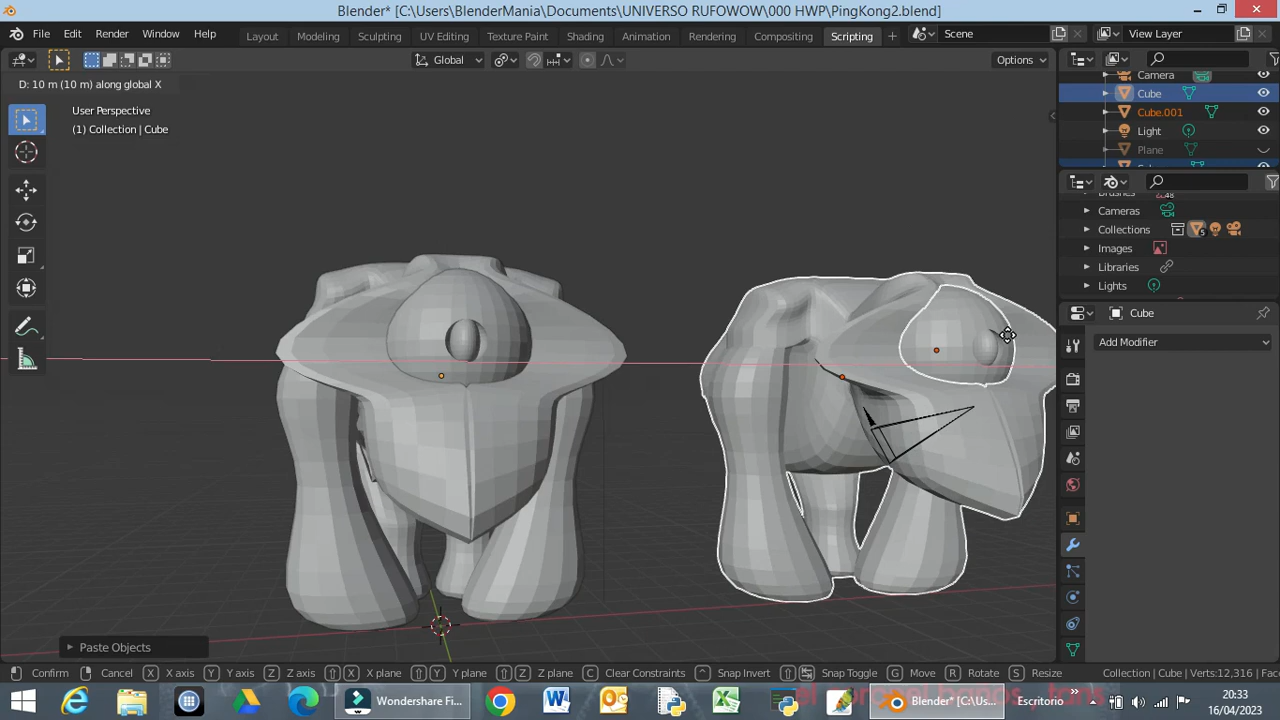 Blender* [C:\Users\BlenderMania\Documents\UNIVERSO RUFOWOW\000 HWP\PingKong2.blend]
File Edit Render Window Help Layout Modeling Sculpting UV Editing Texture Paint Shading Animation Rendering Compositing Scripting + Scene View Layer
Global Options
D: 10 m (10 m) along global X
User Perspective
(1) Collection | Cube
Camera
Cube
Cube.001
Light
Plane
Cameras
Collections 5
Images
Libraries
Lights
Cube
Add Modifier
Paste Objects
Confirm Cancel X X axis Y Y axis Z Z axis X X plane Y Y plane Z Z plane C Clear Constraints Snap Invert Snap Toggle G Move R Rotate S Resize Collection | Cube | Verts:12,316 | Fac
Wondershare Fi... Blender* [C:\Us... Escritorio
20:33
16/04/2023